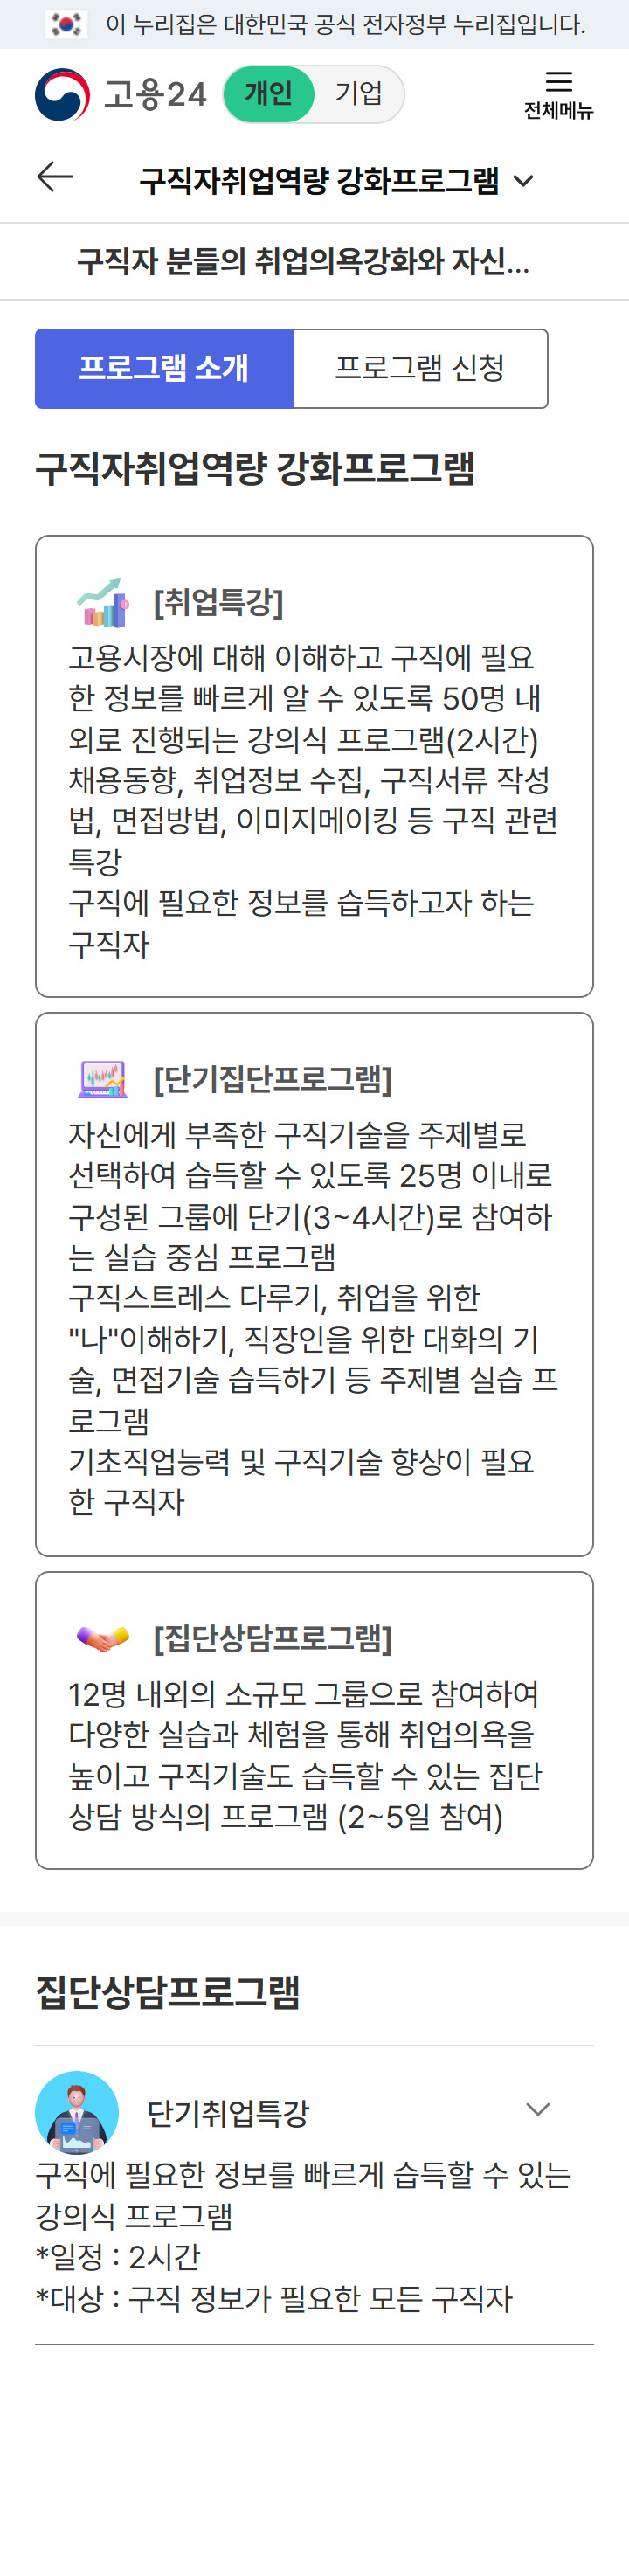 이 누리집은 대한민국 공식 전자정부 누리집입니다.
고용24
개인
기업
전체메뉴
구직자취업역량 강화프로그램
구직자 분들의 취업의욕강화와 자신...
프로그램 소개
프로그램 신청
구직자취업역량 강화프로그램
[취업특강]
고용시장에 대해 이해하고 구직에 필요
한 정보를 빠르게 알 수 있도록 50명 내
외로 진행되는 강의식 프로그램(2시간)
채용동향, 취업정보 수집, 구직서류 작성
법, 면접방법, 이미지메이킹 등 구직 관련
특강
구직에 필요한 정보를 습득하고자 하는
구직자
[단기집단프로그램]
자신에게 부족한 구직기술을 주제별로
선택하여 습득할 수 있도록 25명 이내로
구성된 그룹에 단기(3~4시간)로 참여하
는 실습 중심 프로그램
구직스트레스 다루기, 취업을 위한
"나"이해하기, 직장인을 위한 대화의 기
술, 면접기술 습득하기 등 주제별 실습 프
로그램
기초직업능력 및 구직기술 향상이 필요
한 구직자
[집단상담프로그램]
12명 내외의 소규모 그룹으로 참여하여
다양한 실습과 체험을 통해 취업의욕을
높이고 구직기술도 습득할 수 있는 집단
상담 방식의 프로그램 (2~5일 참여)
집단상담프로그램
단기취업특강
구직에 필요한 정보를 빠르게 습득할 수 있는
강의식 프로그램
*일정 : 2시간
*대상 : 구직 정보가 필요한 모든 구직자